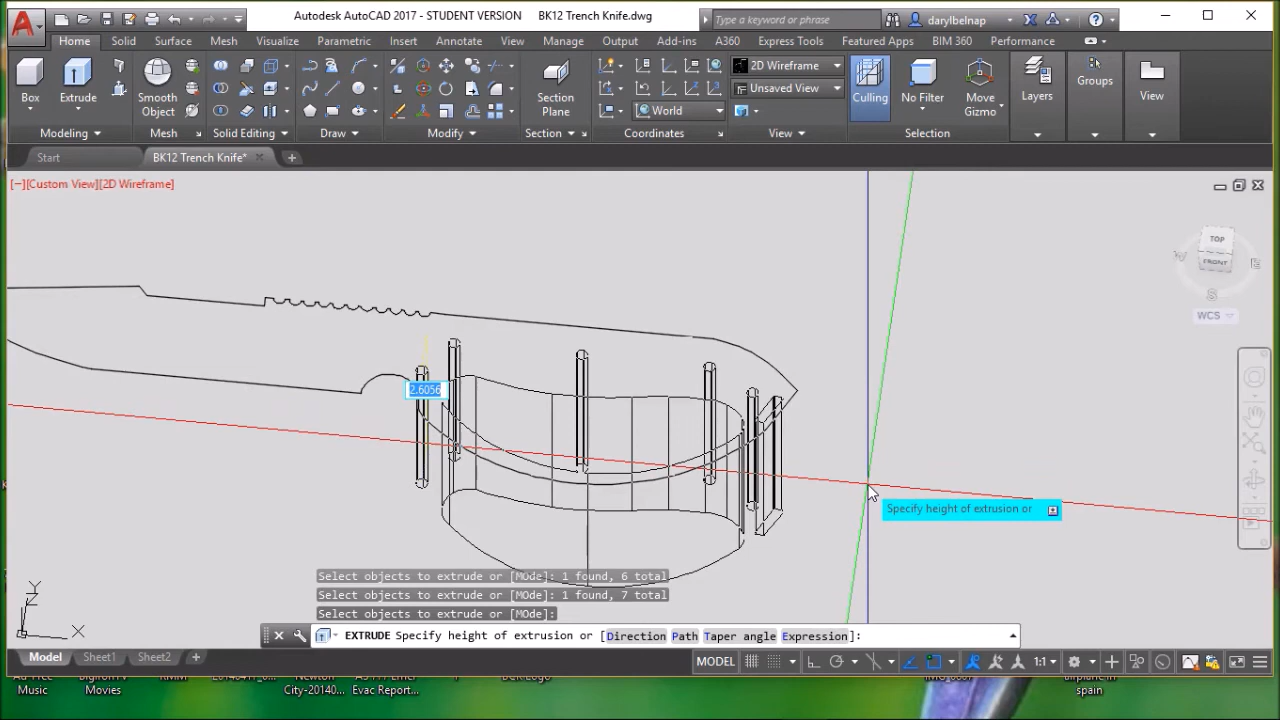 Autodesk AutoCAD 2017 - STUDENT VERSION BK12 Trench Knife.dwg
Type a keyword or phrase
darylbelnap
Home Solid Surface Mesh Visualize Parametric Insert Annotate View Manage Output Add-ins A360 Express Tools Featured Apps BIM 360 Performance
Box
Extrude
Smooth
Object
Section
Plane
2D Wireframe
Unsaved View
World
Culling
No Filter
Move
Gizmo
Layers
Groups
View
Modeling
Mesh
Solid Editing
Draw
Modify
Section
Coordinates
View
Selection
Start
BK12 Trench Knife*
[−][Custom View][2D Wireframe]
TOP
FRONT
W
E
S
WCS
2.6056
Specify height of extrusion or
Select objects to extrude or [MOde]: 1 found, 6 total
Select objects to extrude or [MOde]: 1 found, 7 total
Select objects to extrude or [MOde]:
EXTRUDE Specify height of extrusion or [Direction Path Taper angle Expression]:
Y
Z
X
Model Sheet1 Sheet2
MODEL
1:1
Music
Movies
RMM
Newton
City-20140...
Evac Report...
airplane in
spain